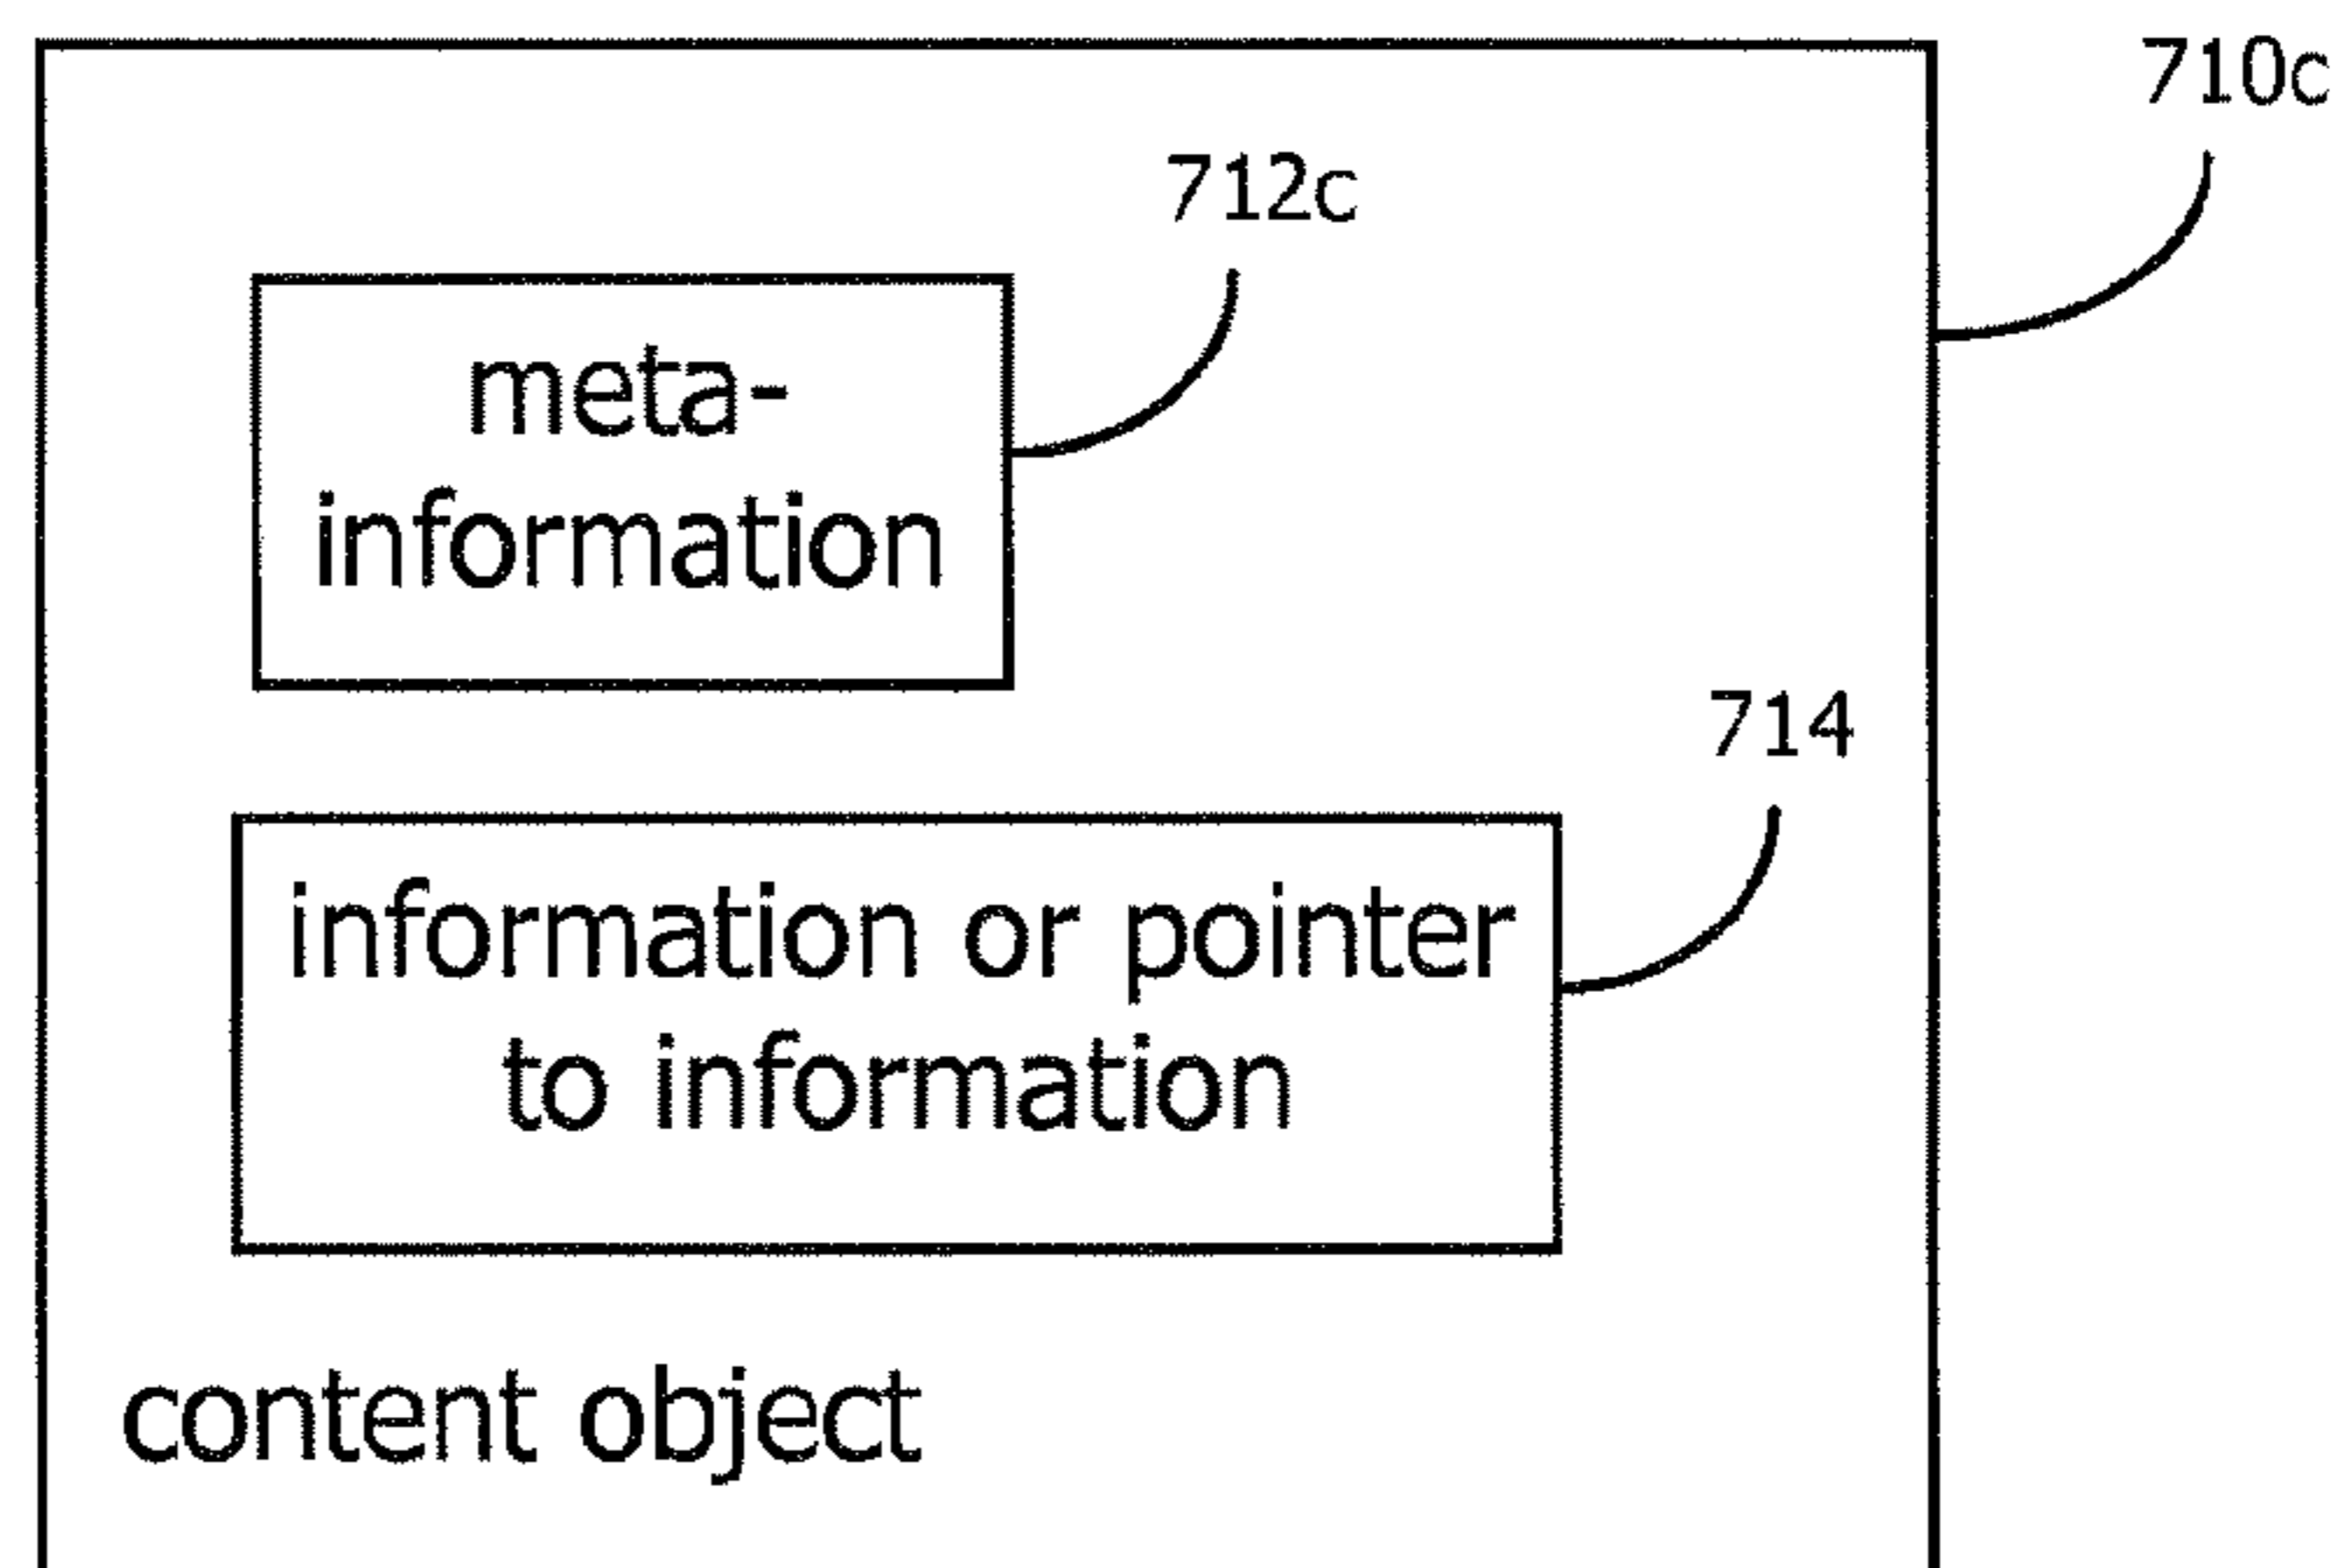 710c
712c
meta-
information
714
information or pointer
to information
content object